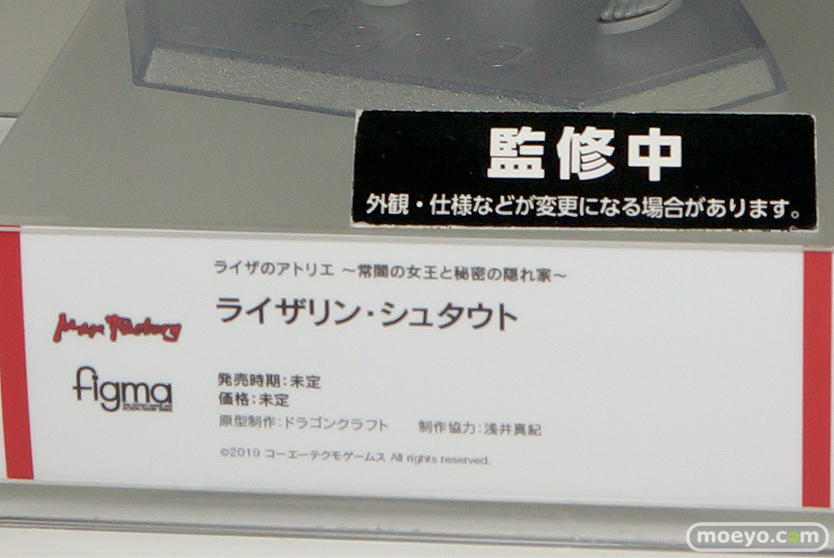 figma
監修中
外観・仕様などが変更になる場合があります。
ライザのアトリエ ~常闇の女王と秘密の隠れ家~
ライザリン・シュタウト
Max Factory
figma
発売時期:未定
価格:未定
原型制作:ドラゴンクラフト 制作協力:浅井真紀
©2019 コーエーテクモゲームス All rights reserved.
moeyo.com